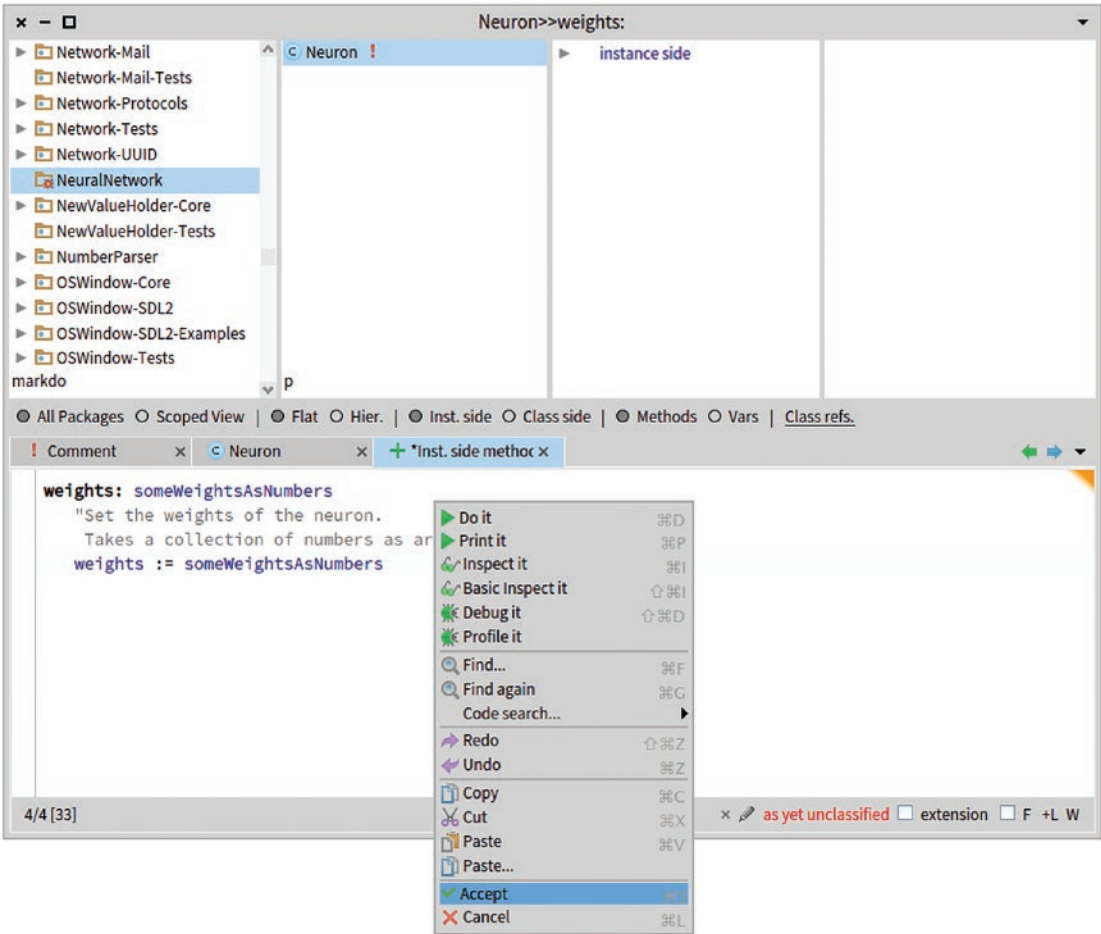 Neuron>>weights:
Network-Mail
Network-Mail-Tests
Network-Protocols
Network-Tests
Network-UUID
NeuralNetwork
NewValueHolder-Core
NewValueHolder-Tests
NumberParser
OSWindow-Core
OSWindow-SDL2
OSWindow-SDL2-Examples
OSWindow-Tests
markdo
C Neuron !
p
instance side
All Packages Scoped View | Flat Hier. | Inst. side Class side | Methods Vars | Class refs.
! Comment × C Neuron × *Inst. side methoc ×
weights: someWeightsAsNumbers
"Set the weights of the neuron.
Takes a collection of numbers as ar
weights := someWeightsAsNumbers
Do it ⌘D
Print it ⌘P
Inspect it ⌘I
Basic Inspect it ⇧⌘I
Debug it ⇧⌘D
Profile it
Find... ⌘F
Find again ⌘G
Code search...
Redo ⇧⌘Z
Undo ⌘Z
Copy ⌘C
Cut ⌘X
Paste ⌘V
Paste...
Accept
Cancel ⌘L
4/4 [33]
× as yet unclassified extension F +L W